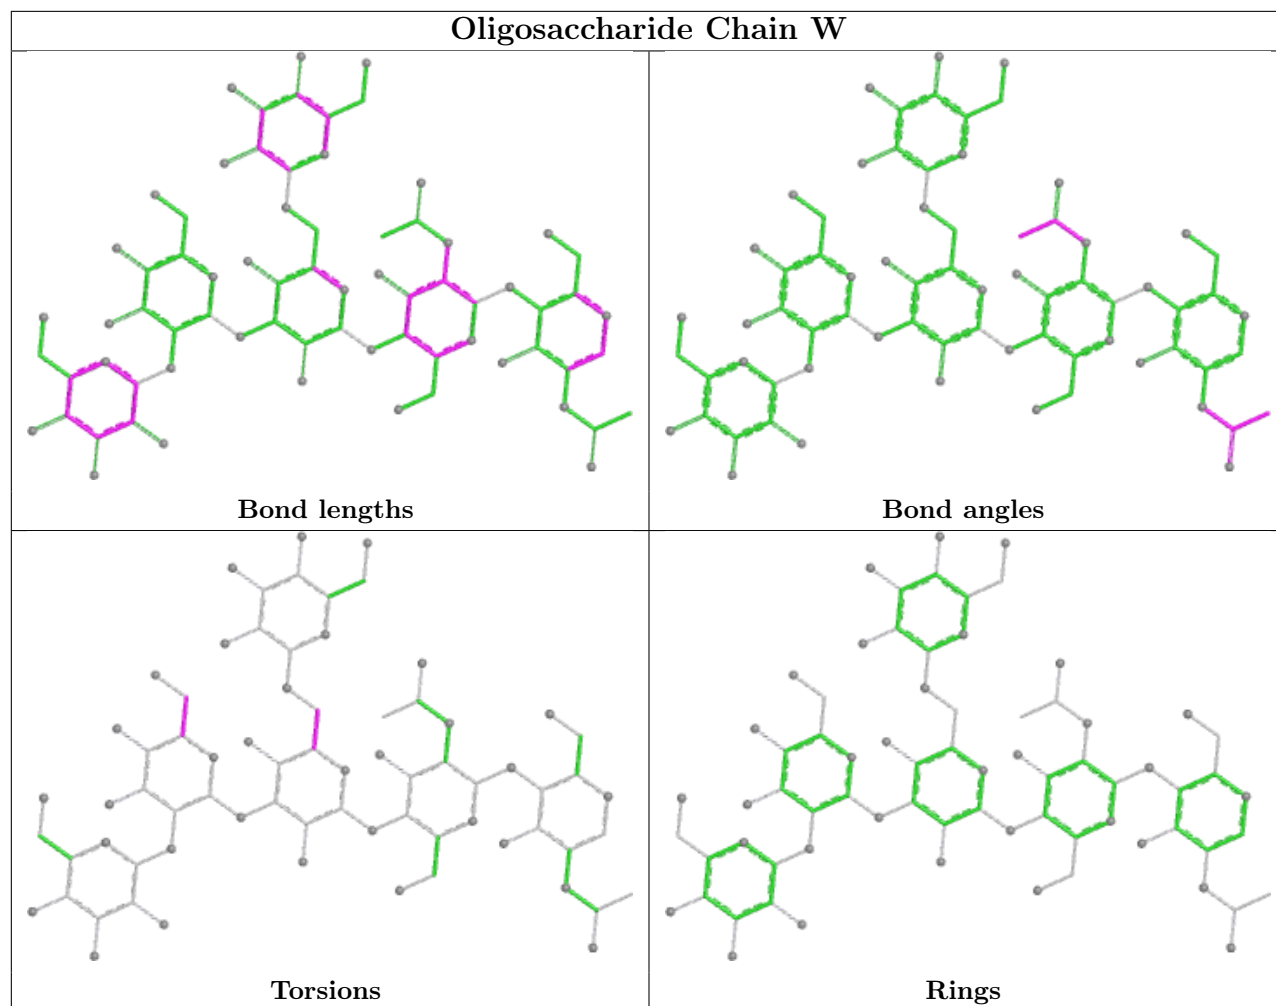 Oligosaccharide Chain W
Bond lengths
Bond angles
Torsions
Rings